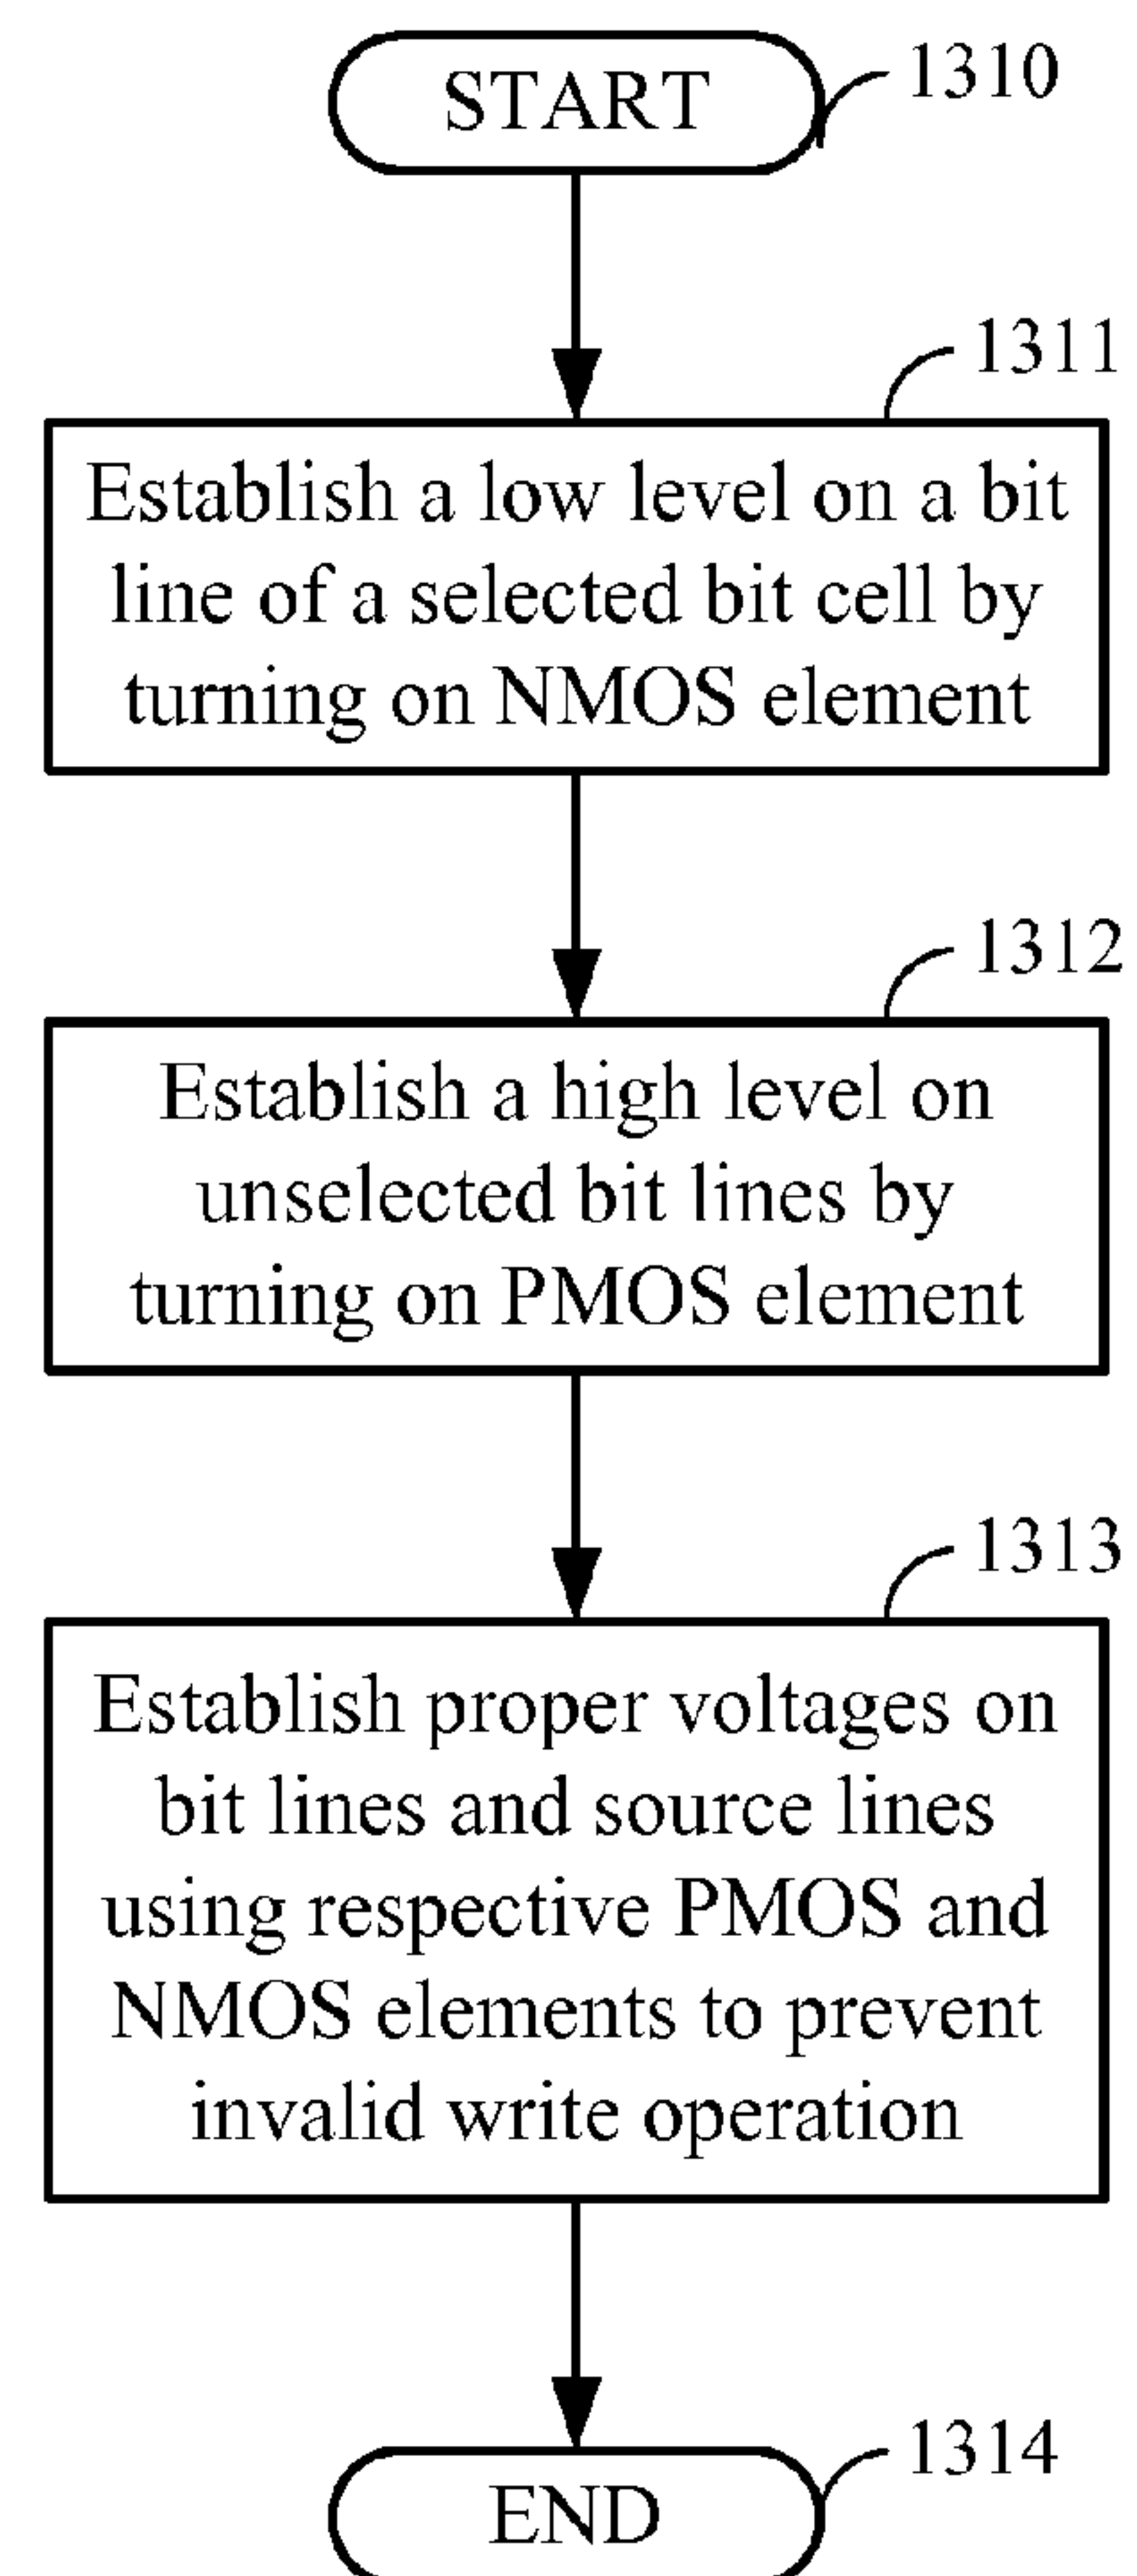 START
1310
1311
Establish a low level on a bit
line of a selected bit cell by
turning on NMOS element
1312
Establish a high level on
unselected bit lines by
turning on PMOS element
1313
Establish proper voltages on
bit lines and source lines
using respective PMOS and
NMOS elements to prevent
invalid write operation
1314
END